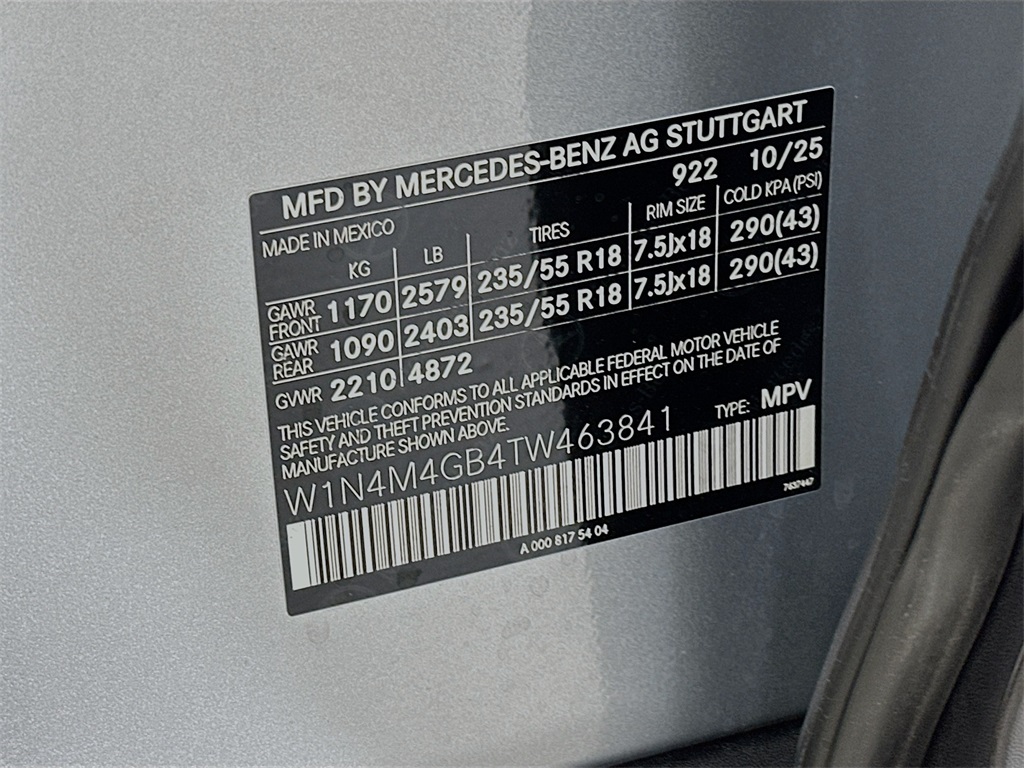 MFD BY MERCEDES-BENZ AG STUTTGART
922 10/25
MADE IN MEXICO
KG LB TIRES RIM SIZE COLD KPA (PSI)
GAWR FRONT 1170 2579 235/55 R18 7.5Jx18 290(43)
GAWR REAR 1090 2403 235/55 R18 7.5Jx18 290(43)
GVWR 2210 4872
THIS VEHICLE CONFORMS TO ALL APPLICABLE FEDERAL MOTOR VEHICLE
SAFETY AND THEFT PREVENTION STANDARDS IN EFFECT ON THE DATE OF
MANUFACTURE SHOWN ABOVE.
TYPE: MPV
W1N4M4GB4TW463841
7637447
A 000 817 54 04